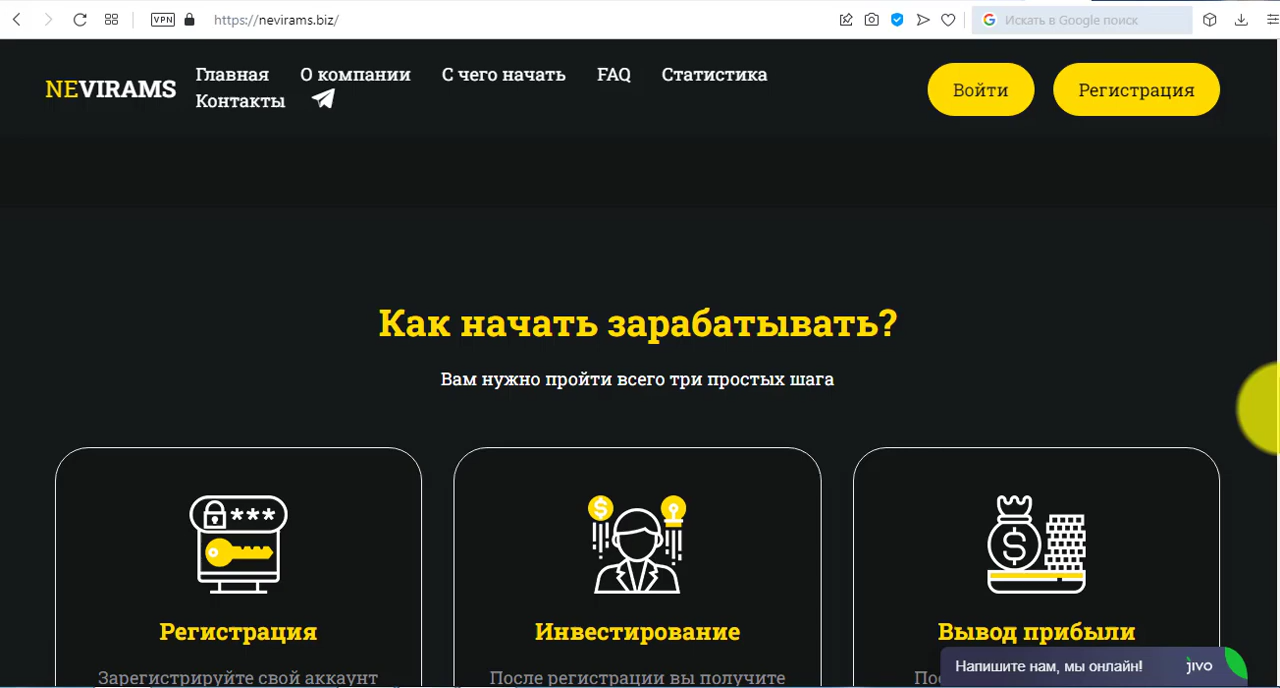 VPN https://nevirams.biz/ Искать в Google поиск
NEVIRAMS
Главная О компании С чего начать FAQ Статистика
Контакты
Войти Регистрация
Как начать зарабатывать?
Вам нужно пройти всего три простых шага
Регистрация Инвестирование Вывод прибыли
Зарегистрируйте свой аккаунт После регистрации вы получите
Напишите нам, мы онлайн! jivo